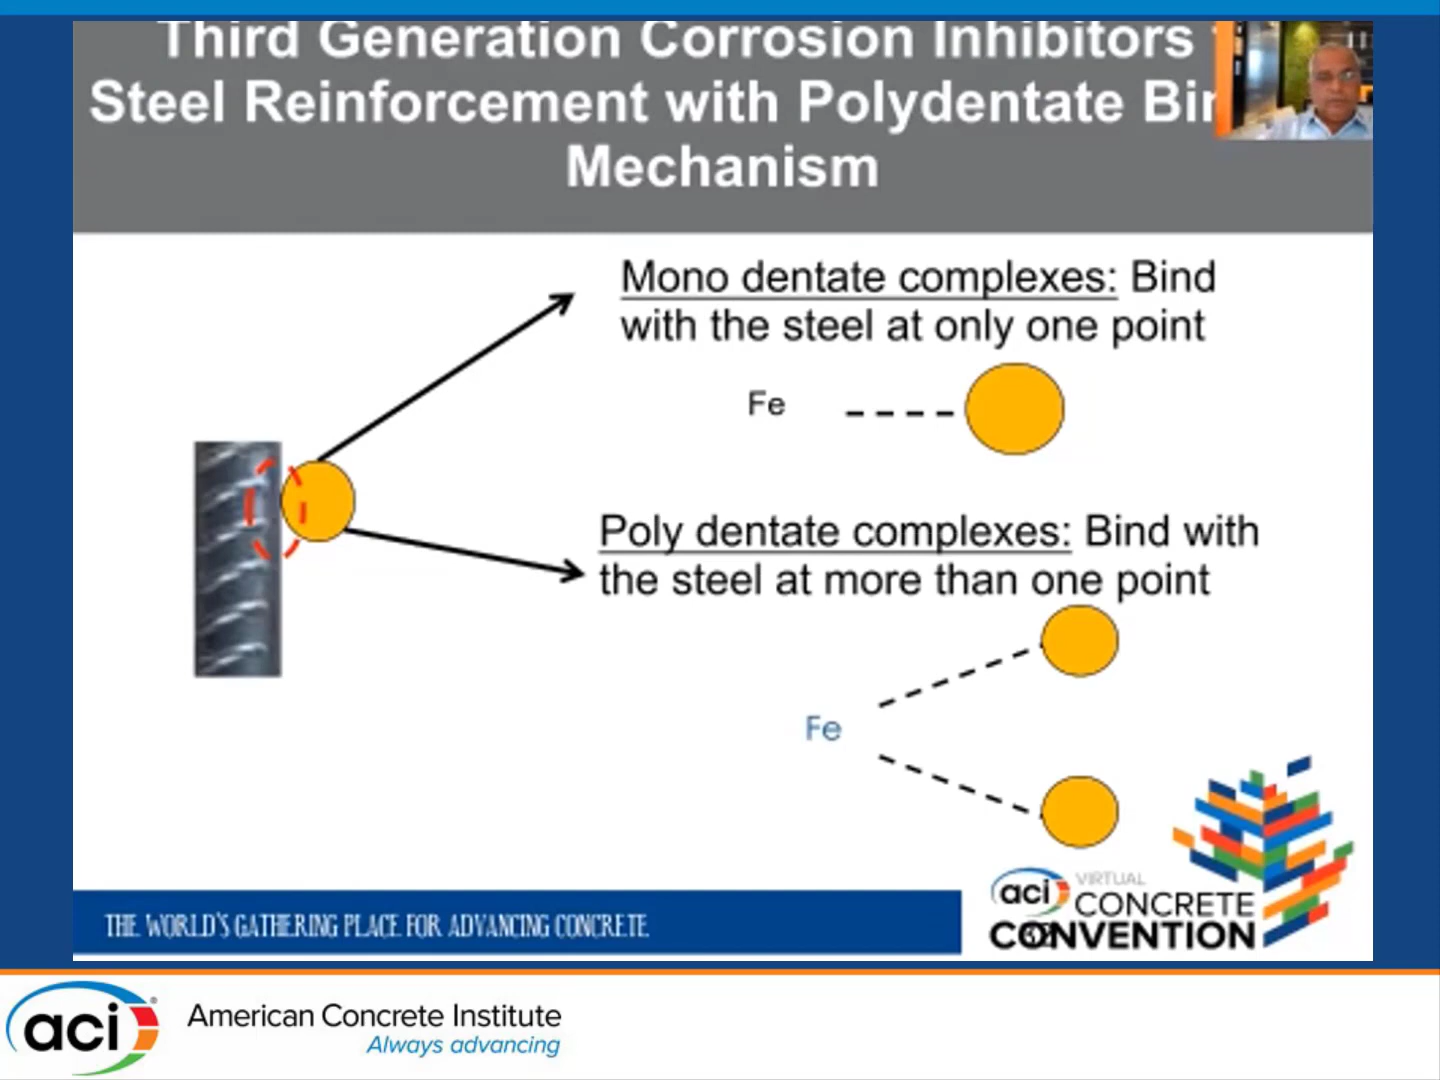 Third Generation Corrosion Inhibitors
Steel Reinforcement with Polydentate
Mechanism
Mono dentate complexes: Bind
with the steel at only one point
Fe
Poly dentate complexes: Bind with
the steel at more than one point
Fe
THE WORLD'S GATHERING PLACE FOR ADVANCING CONCRETE
aci VIRTUAL
CONCRETE
CONVENTION
aci
American Concrete Institute
Always advancing